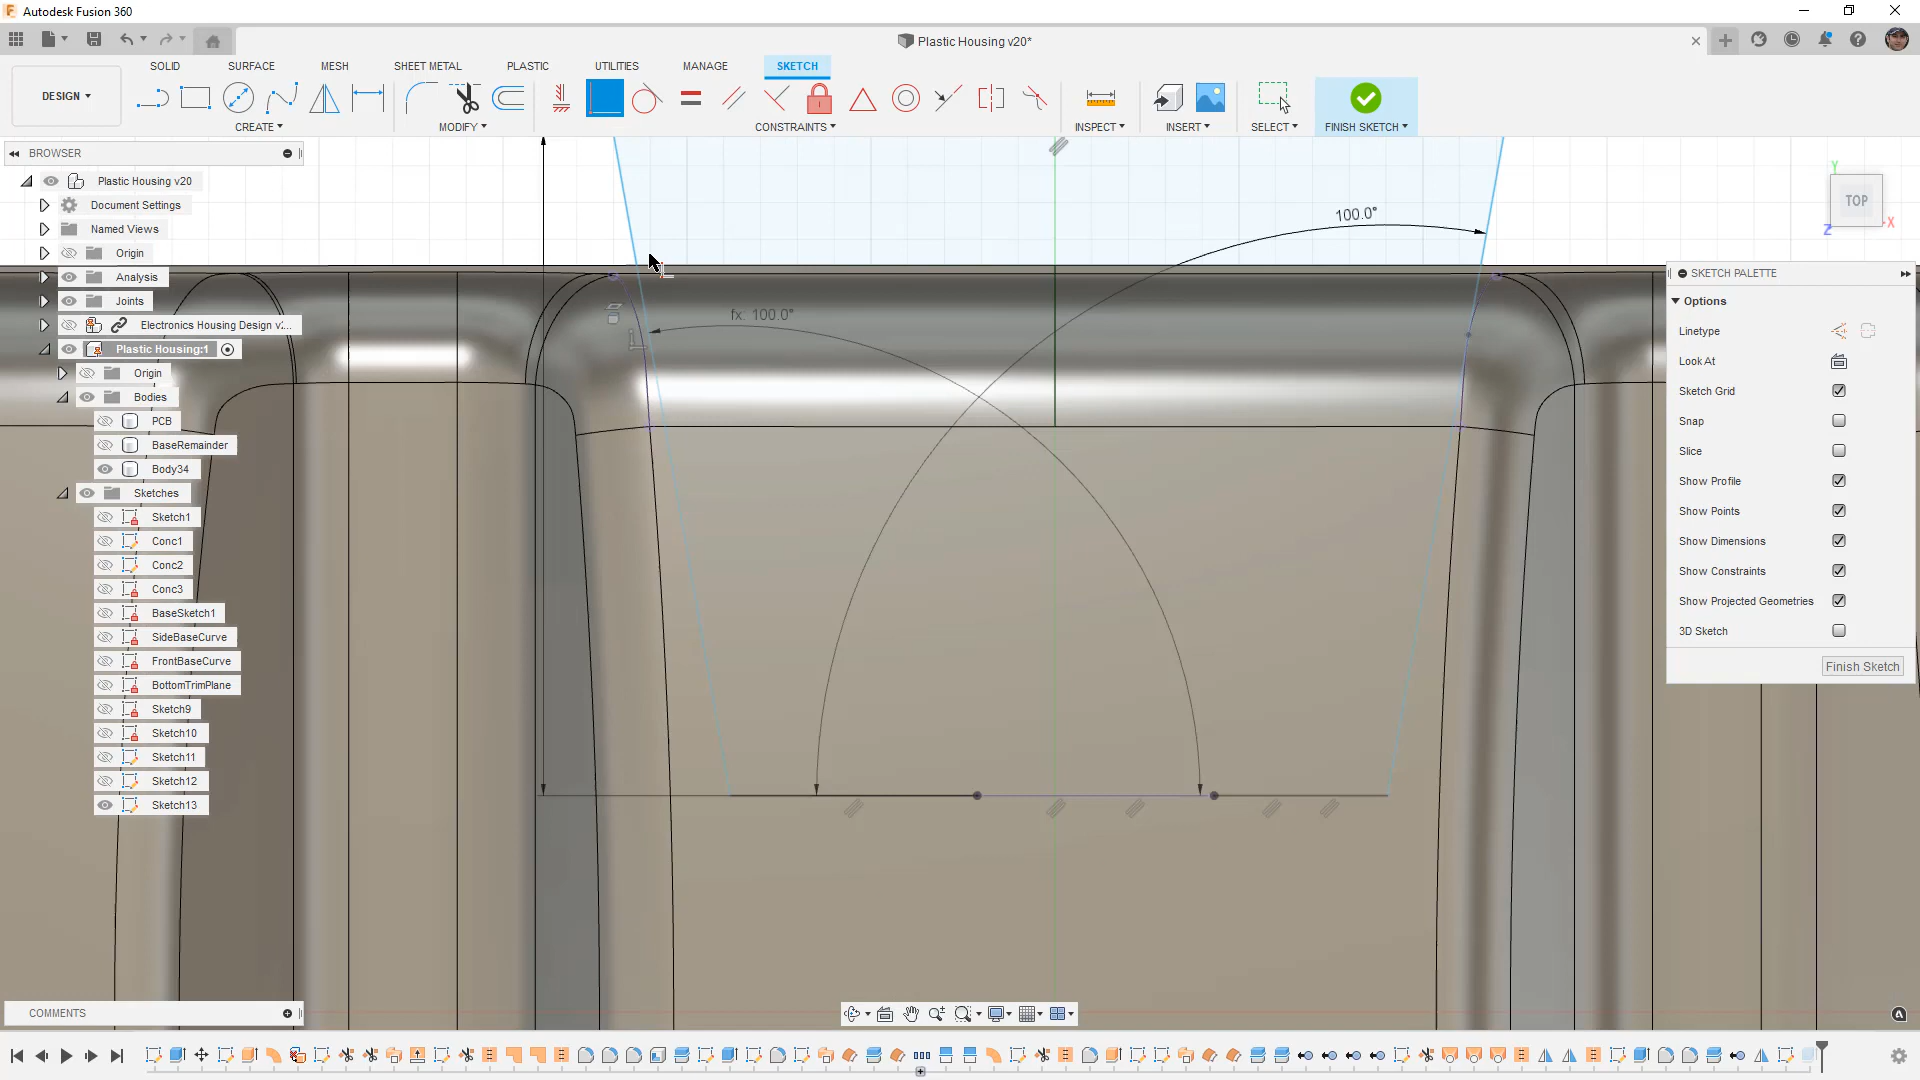 Autodesk Fusion 360
Plastic Housing v20*
DESIGN
SOLID
SURFACE
MESH
SHEET METAL
PLASTIC
UTILITIES
MANAGE
SKETCH
CREATE
MODIFY
CONSTRAINTS
INSPECT
INSERT
SELECT
FINISH SKETCH
BROWSER
Plastic Housing v20
Document Settings
Named Views
Origin
Analysis
Joints
Electronics Housing Design v...
Plastic Housing:1
Origin
Bodies
PCB
BaseRemainder
Body34
Sketches
Sketch1
Conc1
Conc2
Conc3
BaseSketch1
SideBaseCurve
FrontBaseCurve
BottomTrimPlane
Sketch9
Sketch10
Sketch11
Sketch12
Sketch13
100.0°
fx: 100.0°
Y
TOP
X
Z
SKETCH PALETTE
Options
Linetype
Look At
Sketch Grid
Snap
Slice
Show Profile
Show Points
Show Dimensions
Show Constraints
Show Projected Geometries
3D Sketch
Finish Sketch
COMMENTS